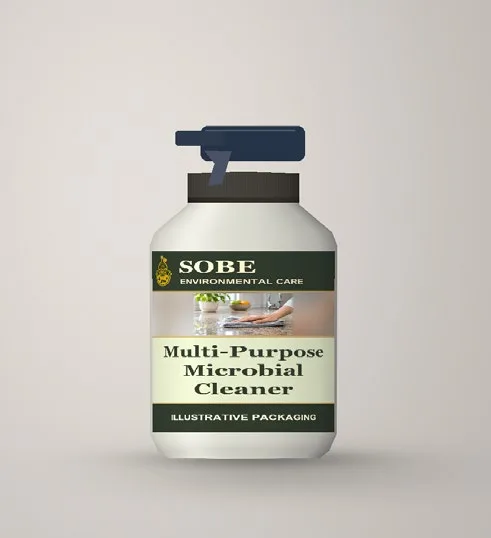 SOBE
ENVIRONMENTAL CARE
Multi-Purpose
Microbial
Cleaner
ILLUSTRATIVE PACKAGING